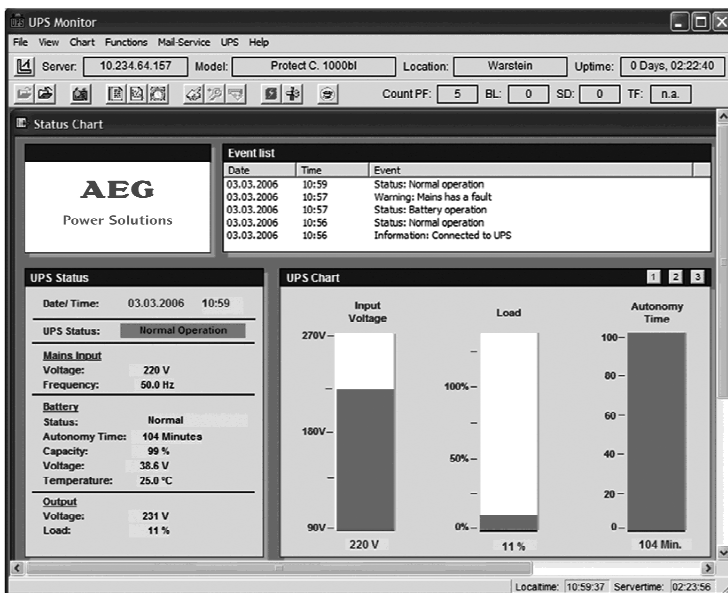 UPS Monitor
File View Chart Functions Mail-Service UPS Help
Server: 10.234.64.157 Model: Protect C. 1000bl Location: Warstein Uptime: 0 Days, 02:22:40
Count PF: 5 BL: 0 SD: 0 TF: n.a.
Status Chart
AEG
Power Solutions
Event list
Date Time Event
03.03.2006 10:59 Status: Normal operation
03.03.2006 10:57 Warning: Mains has a fault
03.03.2006 10:57 Status: Battery operation
03.03.2006 10:56 Status: Normal operation
03.03.2006 10:56 Information: Connected to UPS
UPS Status
Date/ Time: 03.03.2006 10:59
UPS Status: Normal Operation
Mains Input
Voltage: 220 V
Frequency: 50.0 Hz
Battery
Status: Normal
Autonomy Time: 104 Minutes
Capacity: 99 %
Voltage: 38.6 V
Temperature: 25.0 °C
Output
Voltage: 231 V
Load: 11 %
UPS Chart 1 2 3
Input
Voltage
270V
180V
90V
220 V
Load
100%
50%
0%
11 %
Autonomy
Time
100
80
60
40
20
0
104 Min.
Localtime: 10:59:37 Servertime: 02:23:56